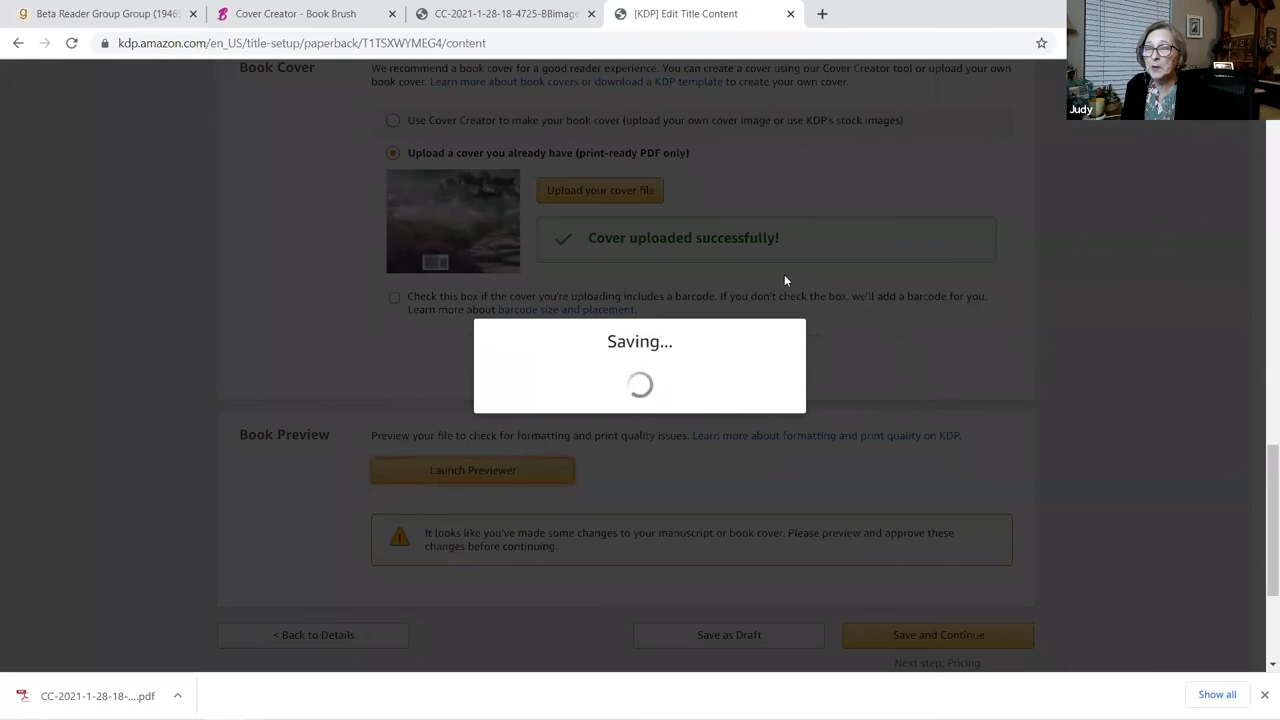 Beta Reader Group Group (1946
Cover Creator - Book Brush
CC-2021-1-28-18-4725-BBimage
[KDP] Edit Title Content
kdp.amazon.com/en_US/title-setup/paperback/T1TSXWYMEG4/content
Judy
Book Cover
We recommend a book cover for a good reader experience. You can create a cover using our Cover Creator tool or upload your own
book cover. Learn more about book covers or download a KDP template to create your own cover.
Use Cover Creator to make your book cover (upload your own cover image or use KDP's stock images)
Upload a cover you already have (print-ready PDF only)
Upload your cover file
Cover uploaded successfully!
Check this box if the cover you're uploading includes a barcode. If you don't check the box, we'll add a barcode for you.
Learn more about barcode size and placement.
Saving...
Book Preview
Preview your file to check for formatting and print quality issues. Learn more about formatting and print quality on KDP.
Launch Previewer
It looks like you've made some changes to your manuscript or book cover. Please preview and approve these
changes before continuing.
< Back to Details
Save as Draft
Save and Continue
Next step: Pricing
CC-2021-1-28-18-....pdf
Show all